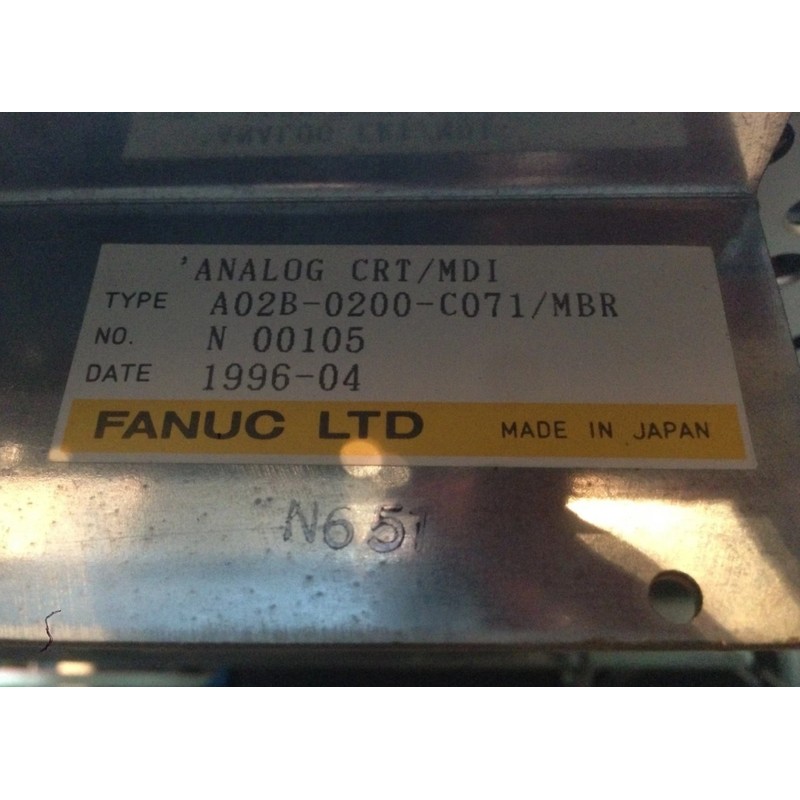 'ANALOG CRT/MDI
TYPE A02B-0200-C071/MBR
NO. N 00105
DATE 1996-04
FANUC LTD MADE IN JAPAN
N651